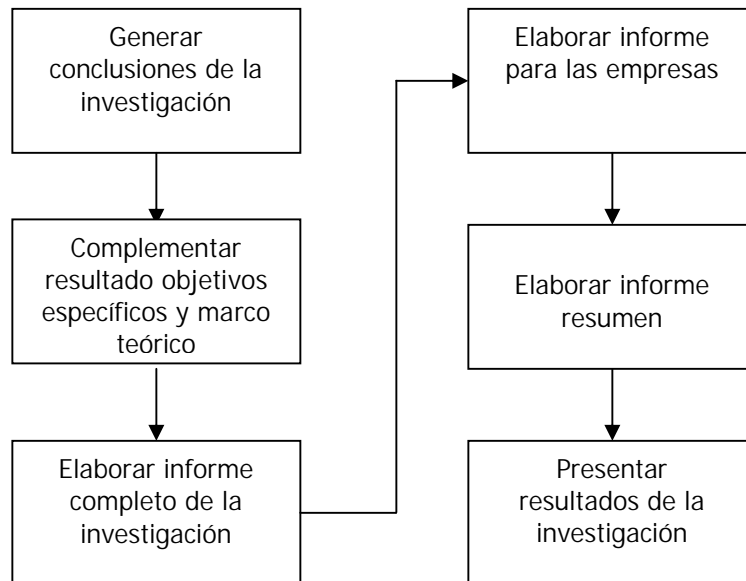 Generar
conclusiones de la
investigación
Complementar
resultado objetivos
específicos y marco
teórico
Elaborar informe
completo de la
investigación
Elaborar informe
para las empresas
Elaborar informe
resumen
Presentar
resultados de la
investigación